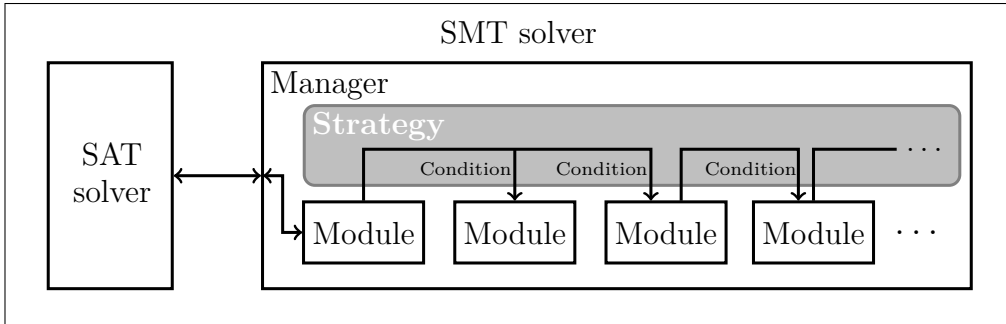 SMT solver
Manager
Strategy
SAT
solver
Condition Condition Condition ...
Module Module Module Module ...